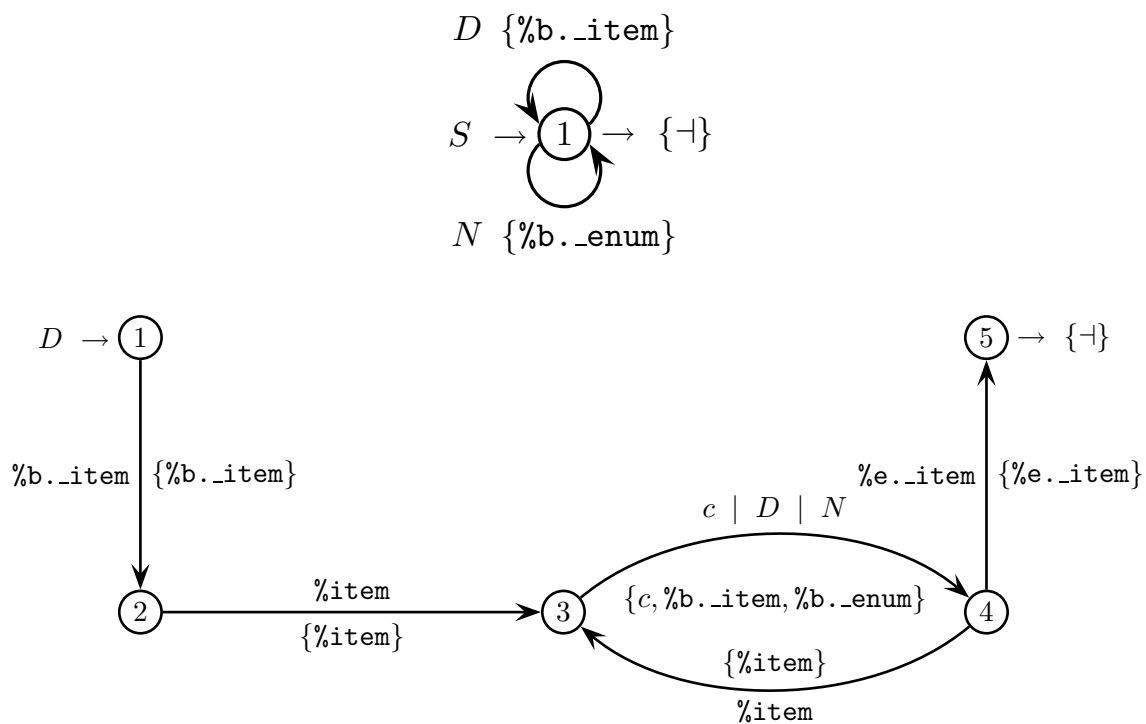 D {%b._item}
S → 1 → {⊣}
N {%b._enum}
D → 1
5 → {⊣}
%b._item {%b._item}
%e._item {%e._item}
c | D | N
2
%item
{%item}
3
{c, %b._item, %b._enum}
4
{%item}
%item